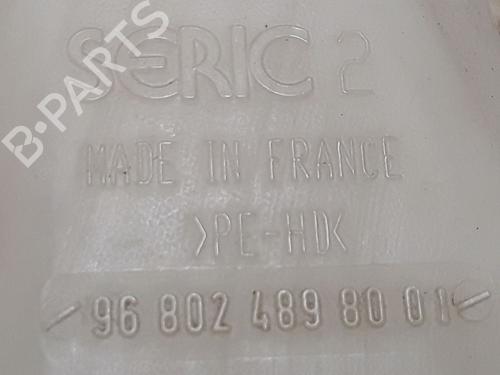 SERIC 2
MADE IN FRANCE
>PE-HD<
96 802 489 80 01
B-PARTS